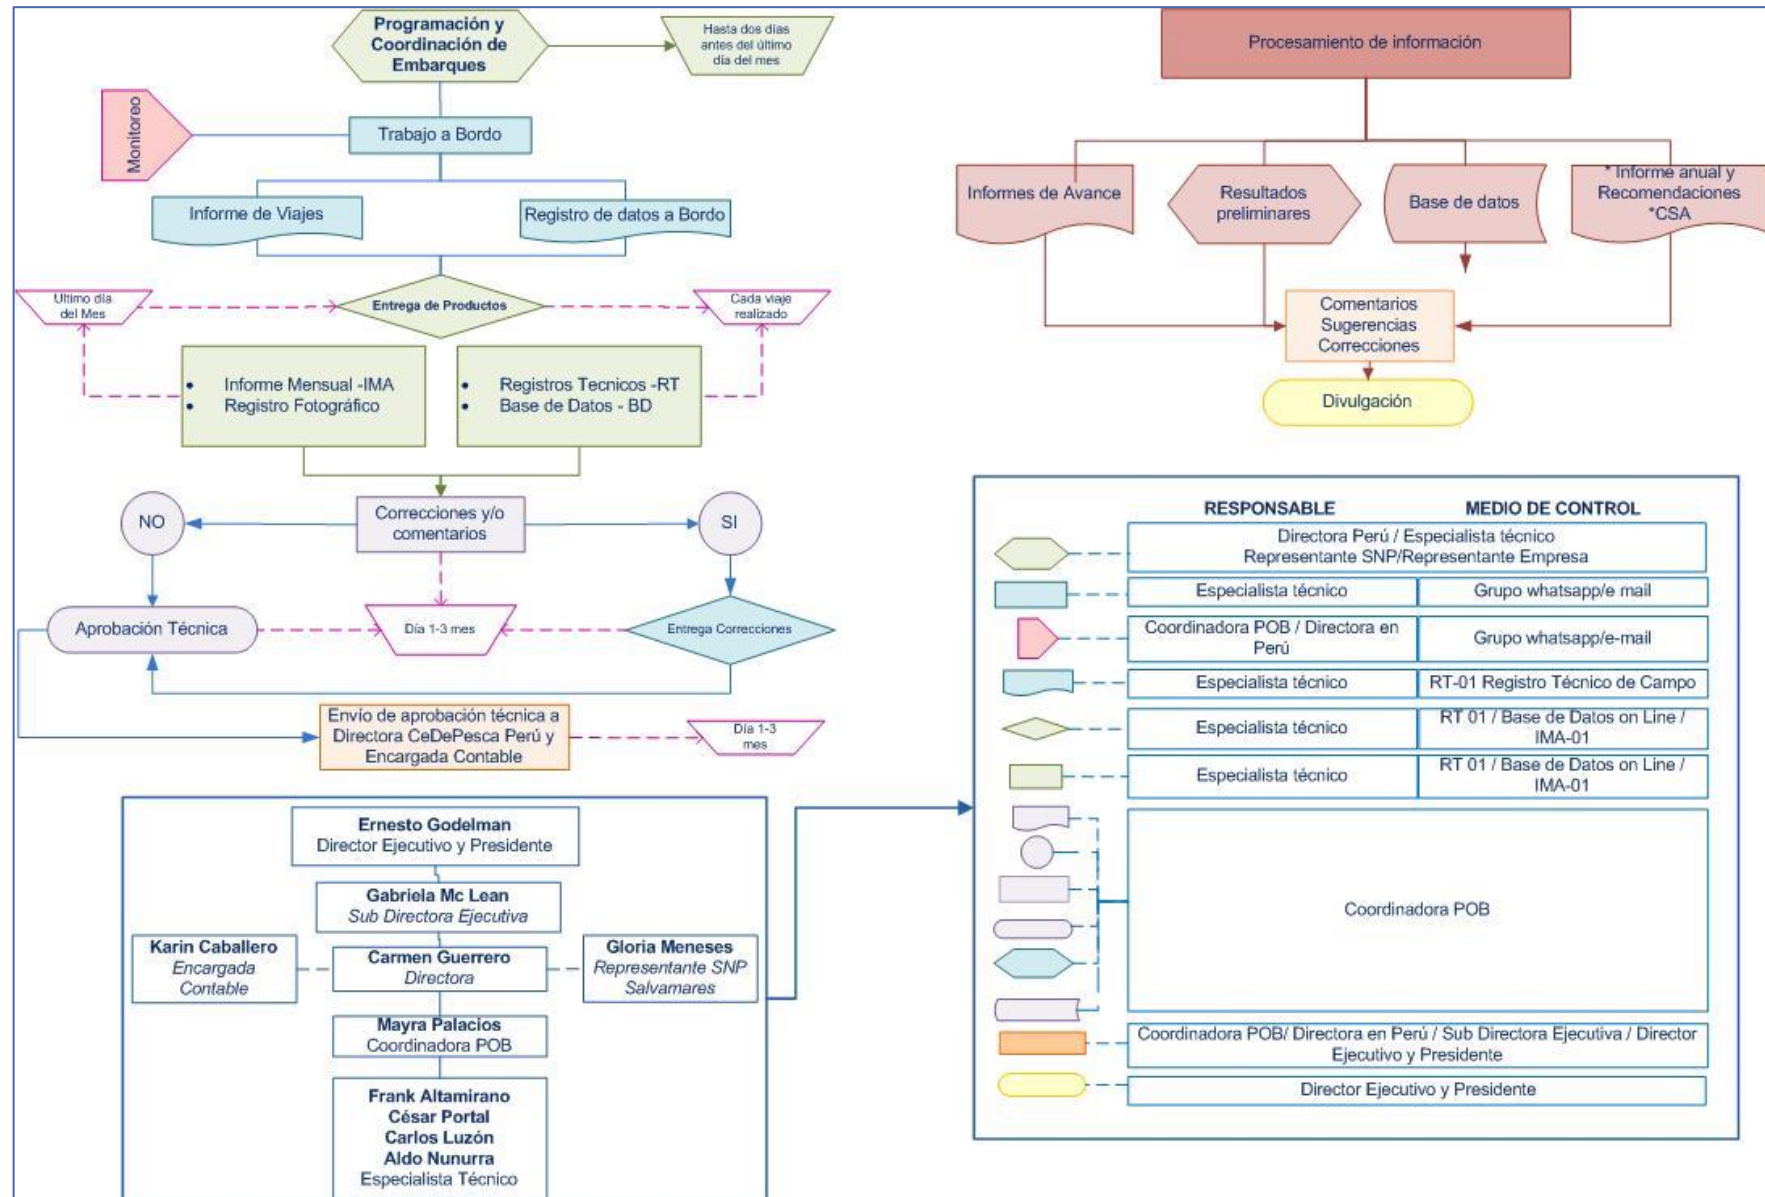 Programación y
Coordinación de
Embarques
Hasta dos días
antes del último
día del mes
Monitoreo
Trabajo a Bordo
Informe de Viajes
Registro de datos a Bordo
Ultimo día
del Mes
Entrega de Productos
Cada viaje
realizado
• Informe Mensual -IMA
• Registro Fotográfico
• Registros Tecnicos -RT
• Base de Datos - BD
NO
Correcciones y/o
comentarios
SI
Aprobación Técnica
Día 1-3 mes
Entrega Correcciones
Envío de aprobación técnica a
Directora CeDePesca Perú y
Encargada Contable
Día 1-3
mes
Ernesto Godelman
Director Ejecutivo y Presidente
Gabriela Mc Lean
Sub Directora Ejecutiva
Karin Caballero
Encargada
Contable
Carmen Guerrero
Directora
Gloria Meneses
Representante SNP
Salvamares
Mayra Palacios
Coordinadora POB
Frank Altamirano
César Portal
Carlos Luzón
Aldo Nunurra
Especialista Técnico
Procesamiento de información
Informes de Avance
Resultados
preliminares
Base de datos
* Informe anual y
Recomendaciones
*CSA
Comentarios
Sugerencias
Correcciones
Divulgación
RESPONSABLE MEDIO DE CONTROL
Directora Perú / Especialista técnico
Representante SNP/Representante Empresa
Especialista técnico Grupo whatsapp/e mail
Coordinadora POB / Directora en
Perú
Grupo whatsapp/e-mail
Especialista técnico RT-01 Registro Técnico de Campo
Especialista técnico
RT 01 / Base de Datos on Line /
IMA-01
Especialista técnico
RT 01 / Base de Datos on Line /
IMA-01
Coordinadora POB
Coordinadora POB/ Directora en Perú / Sub Directora Ejecutiva / Director
Ejecutivo y Presidente
Director Ejecutivo y Presidente